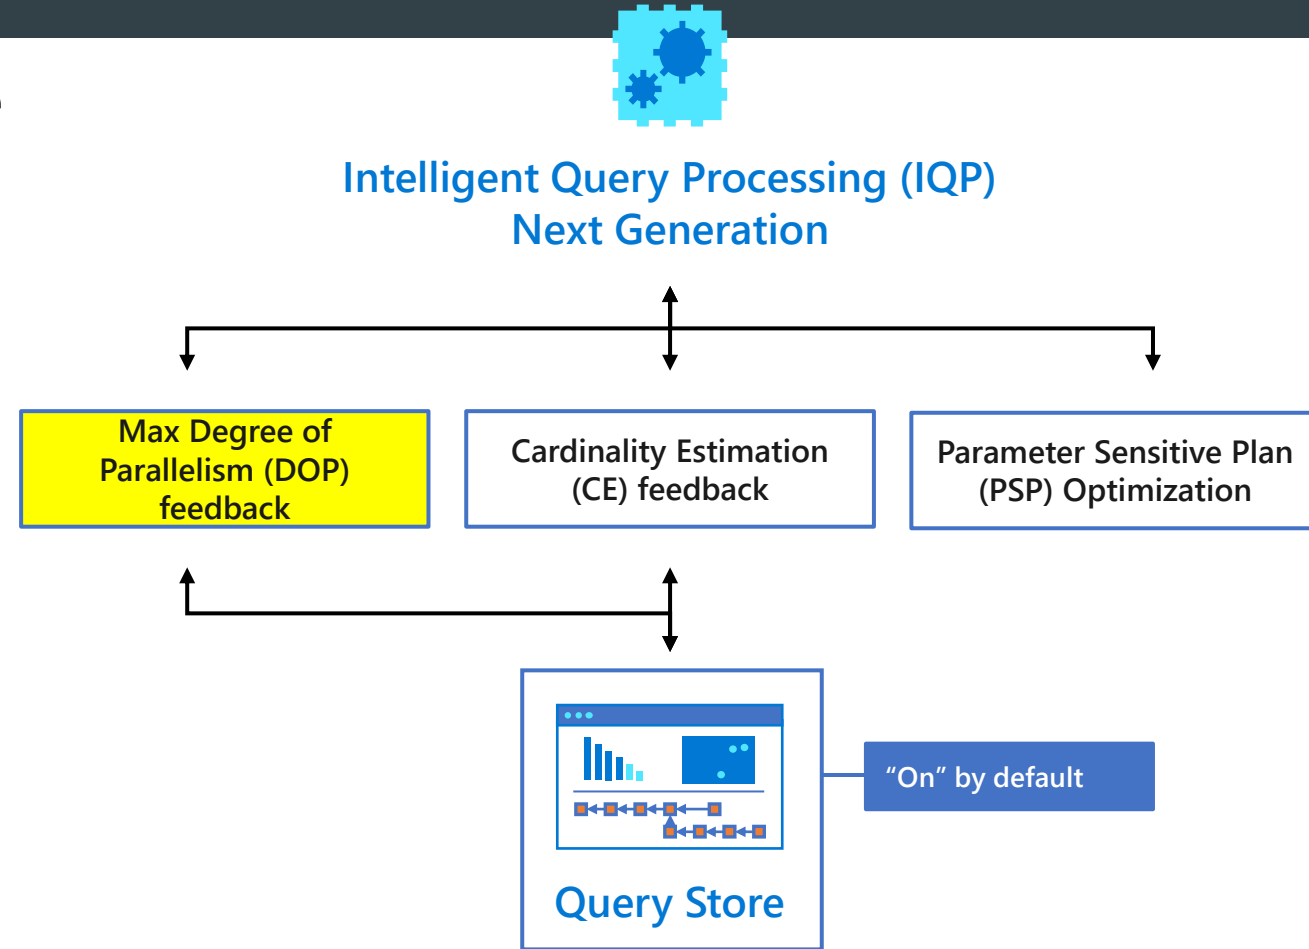 Intelligent Query Processing (IQP)
Next Generation
Max Degree of
Parallelism (DOP)
feedback
Cardinality Estimation
(CE) feedback
Parameter Sensitive Plan
(PSP) Optimization
“On” by default
Query Store